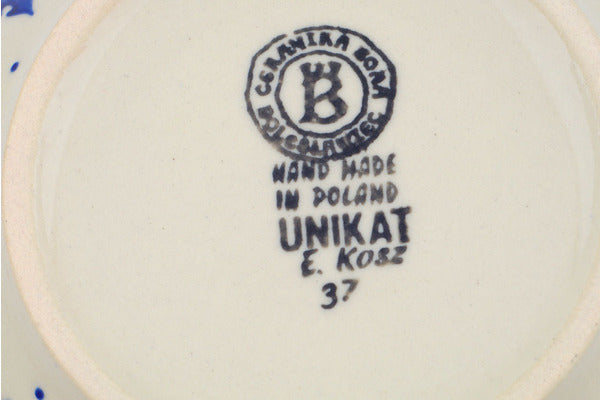 CERAMIKA BONA
BOLESŁAWIEC
B
HAND MADE
IN POLAND
UNIKAT
E. KOSZ
37